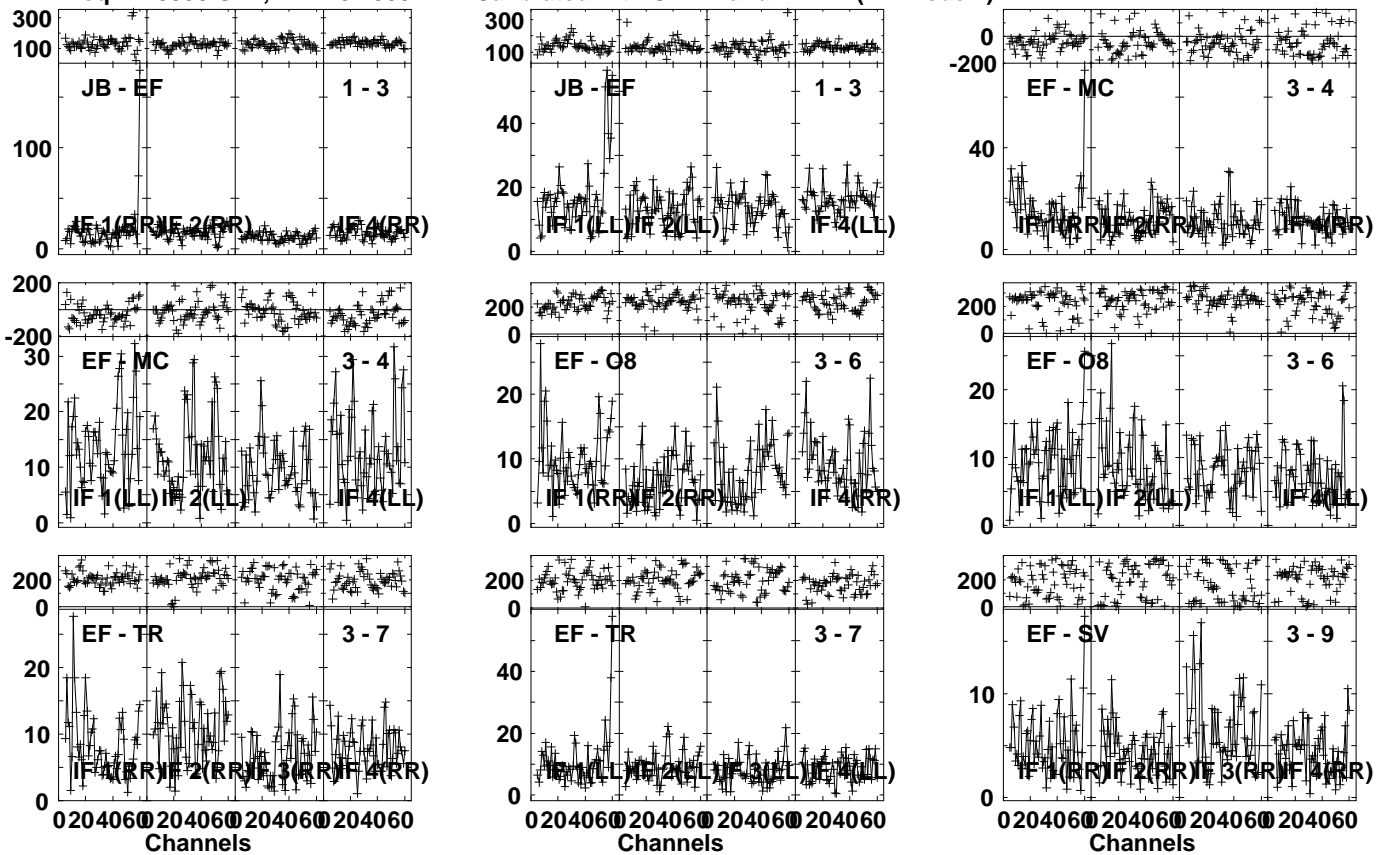 300
100
JB - EF 1 - 3
100
0
IF 1(RR) IF 2(RR) IF 4(RR)
300
200
100
JB - EF 1 - 3
40
20
0
IF 1(LL) IF 2(LL) IF 4(LL)
0
-200
EF - MC 3 - 4
40
0
IF 1(RR) IF 2(RR) IF 4(RR)
200
-200
EF - MC 3 - 4
30
20
10
0
IF 1(LL) IF 2(LL) IF 4(LL)
200
0
EF - O8 3 - 6
20
10
0
IF 1(RR) IF 2(RR) IF 4(RR)
200
0
EF - O8 3 - 6
20
10
0
IF 1(LL) IF 2(LL) IF 4(LL)
200
0
EF - TR 3 - 7
20
10
0
IF 1(RR) IF 2(RR) IF 3(RR) IF 4(RR)
0 20 40 60 0 20 40 60 0 20 40 60 0 20 40 60
Channels
200
0
EF - TR 3 - 7
40
20
0
IF 1(LL) IF 2(LL) IF 3(LL) IF 4(LL)
0 20 40 60 0 20 40 60 0 20 40 60 0 20 40 60
Channels
200
0
EF - SV 3 - 9
10
0
IF 1(RR) IF 2(RR) IF 3(RR) IF 4(RR)
0 20 40 60 0 20 40 60 0 20 40 60 0 20 40 60
Channels